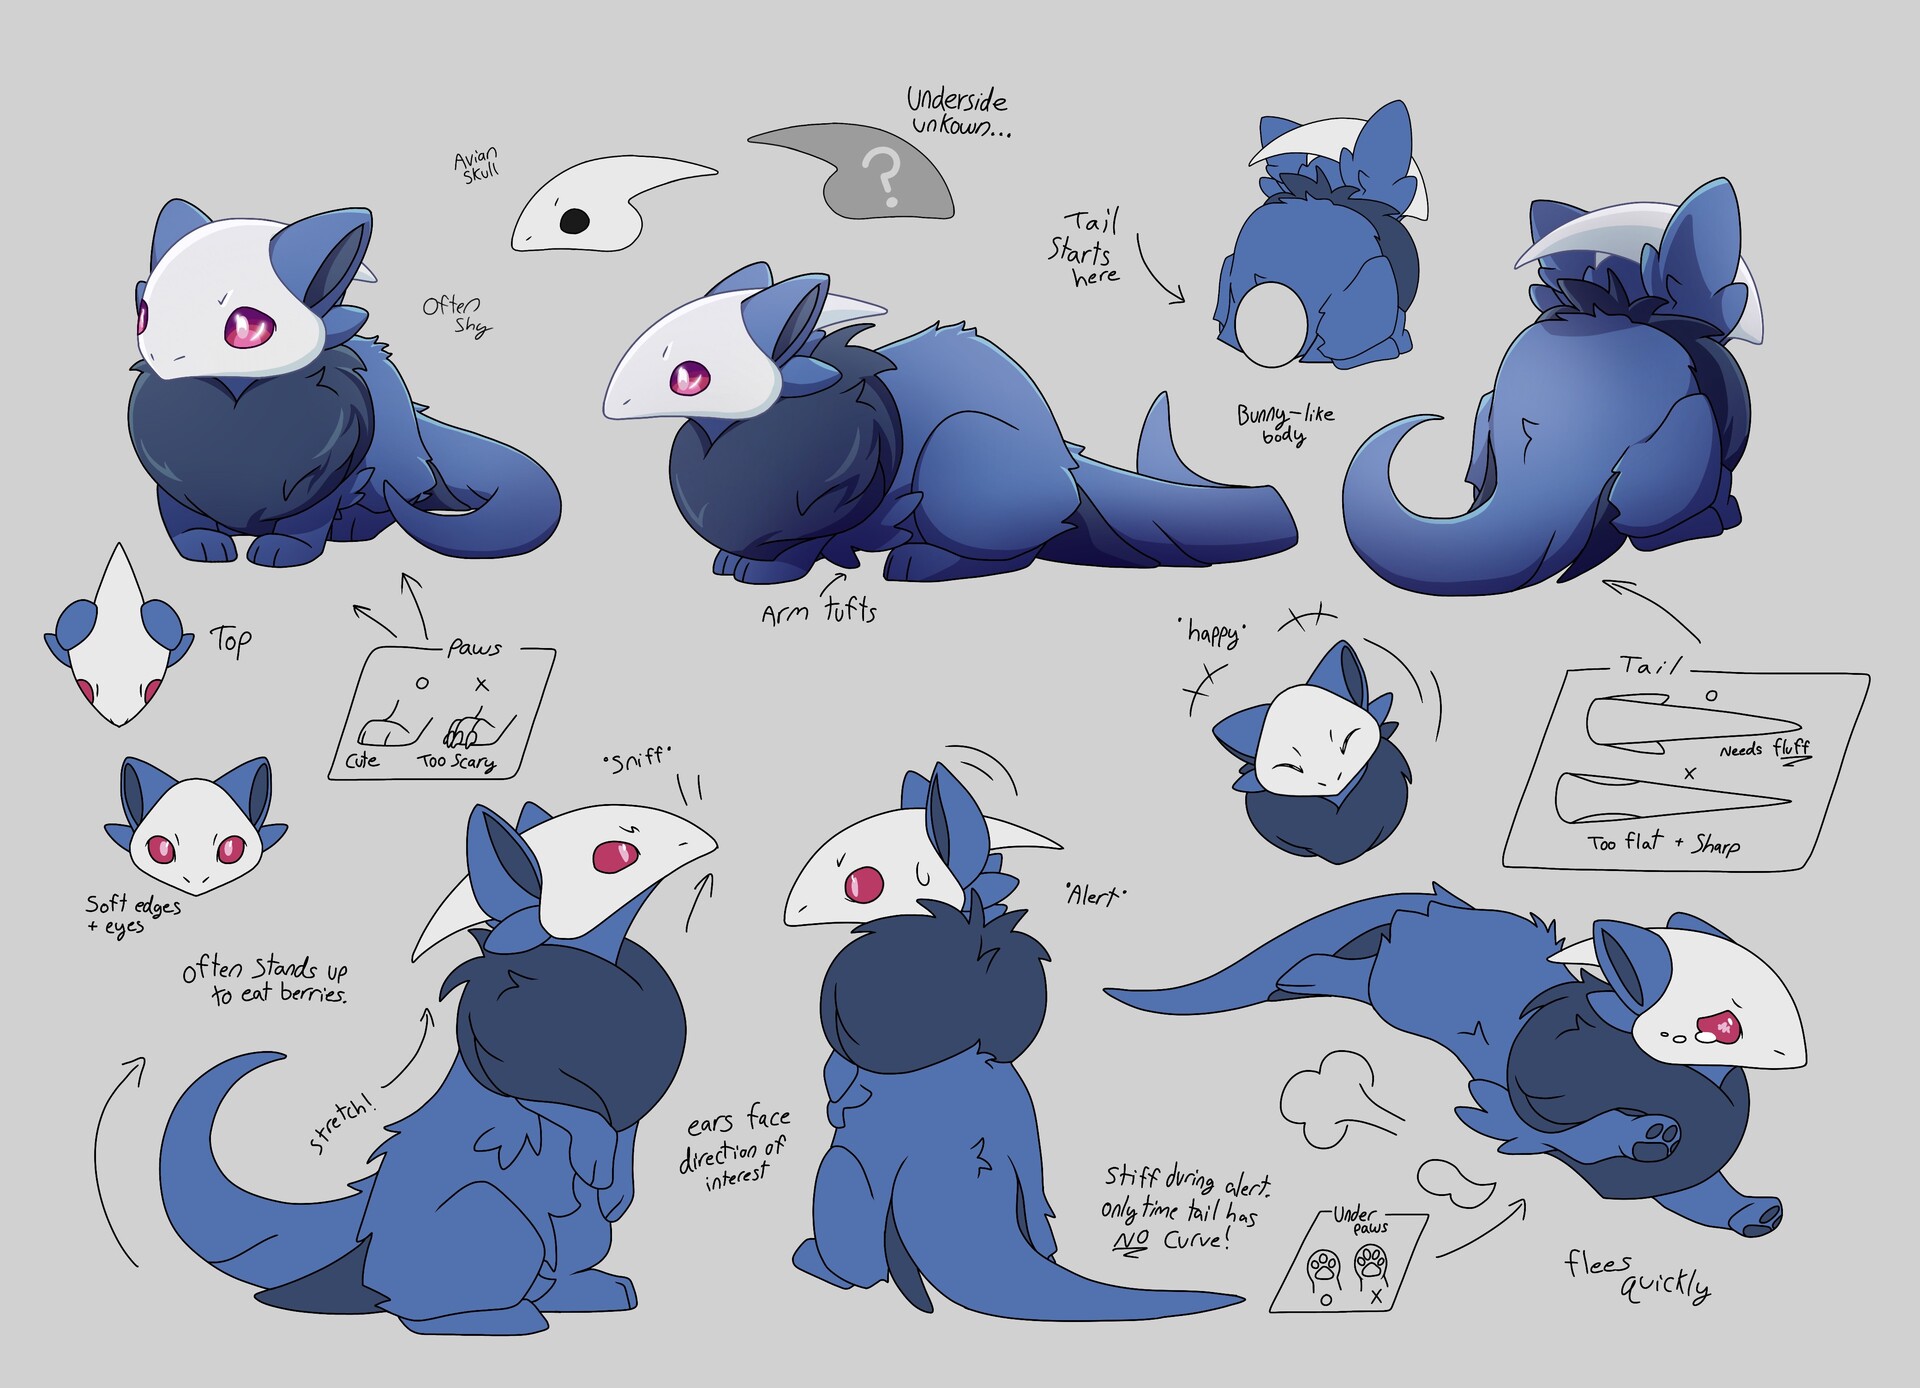 Underside
unkown...
Avian
Skull
?
Tail
Starts
here
Often
Shy
Bunny-like
body
Arm tufts
Top
Paws
O X
Cute Too Scary
*happy*
Tail
O
Needs fluff
X
Too flat + Sharp
*Sniff*
*Alert*
Soft edges
+ eyes
Often Stands up
to eat berries.
Stretch!
ears face
direction of
interest
Stiff during alert.
only time tail has
NO Curve!
Under
paws
O X
flees
quickly